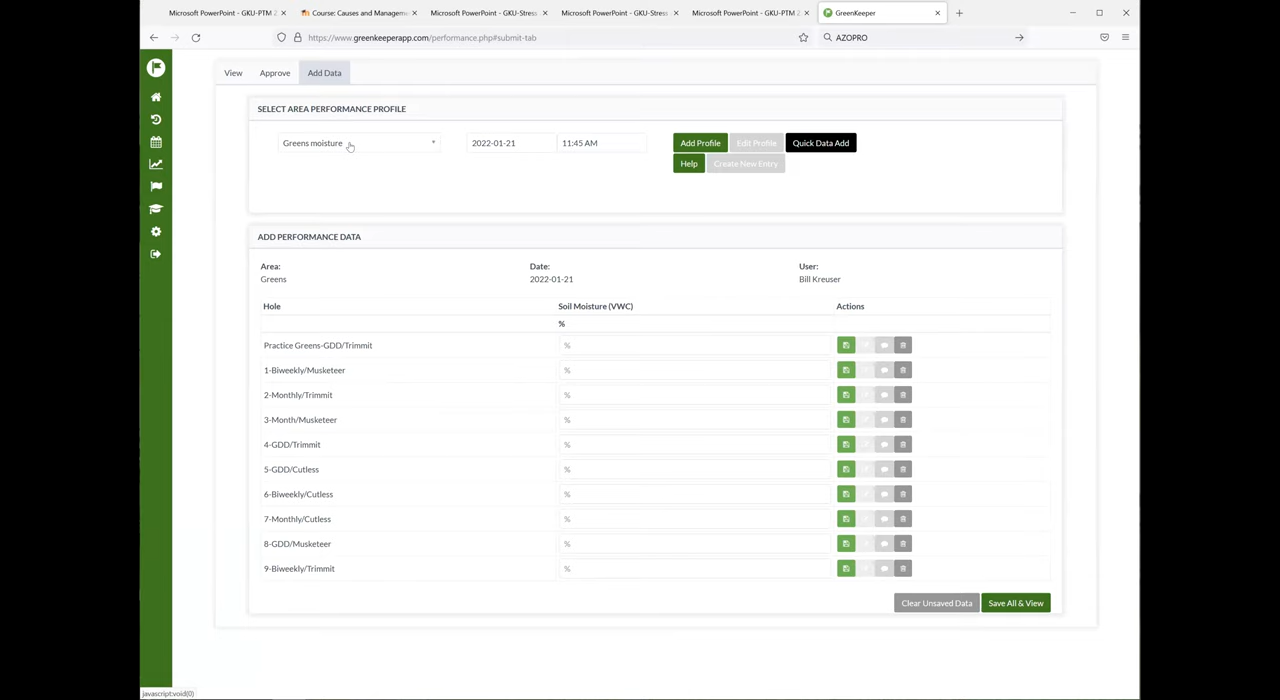 Microsoft PowerPoint - GKU-PTM 2
Course: Causes and Manageme
Microsoft PowerPoint - GKU-Stress
Microsoft PowerPoint - GKU-Stress
Microsoft PowerPoint - GKU-PTM 2
GreenKeeper
https://www.greenkeeperapp.com/performance.php#submit-tab
AZOPRO
View
Approve
Add Data
SELECT AREA PERFORMANCE PROFILE
Greens moisture
2022-01-21
11:45 AM
Add Profile
Edit Profile
Quick Data Add
Help
Create New Entry
ADD PERFORMANCE DATA
Area:
Date:
User:
Greens
2022-01-21
Bill Kreuser
Hole
Soil Moisture (VWC)
Actions
%
Practice Greens-GDD/Trimmit %
1-Biweekly/Musketeer %
2-Monthly/Trimmit %
3-Month/Musketeer %
4-GDD/Trimmit %
5-GDD/Cutless %
6-Biweekly/Cutless %
7-Monthly/Cutless %
8-GDD/Musketeer %
9-Biweekly/Trimmit %
Clear Unsaved Data
Save All & View
javascript:void(0)